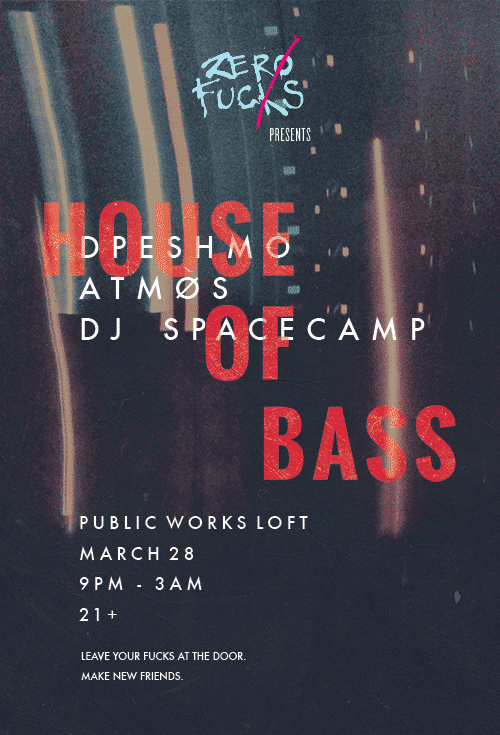 ZERO
FUCKS
PRESENTS
HOUSE
DPESHMO
ATMØS
DJ SPACECAMP
OF
BASS
PUBLIC WORKS LOFT
MARCH 28
9PM - 3AM
21+
LEAVE YOUR FUCKS AT THE DOOR.
MAKE NEW FRIENDS.